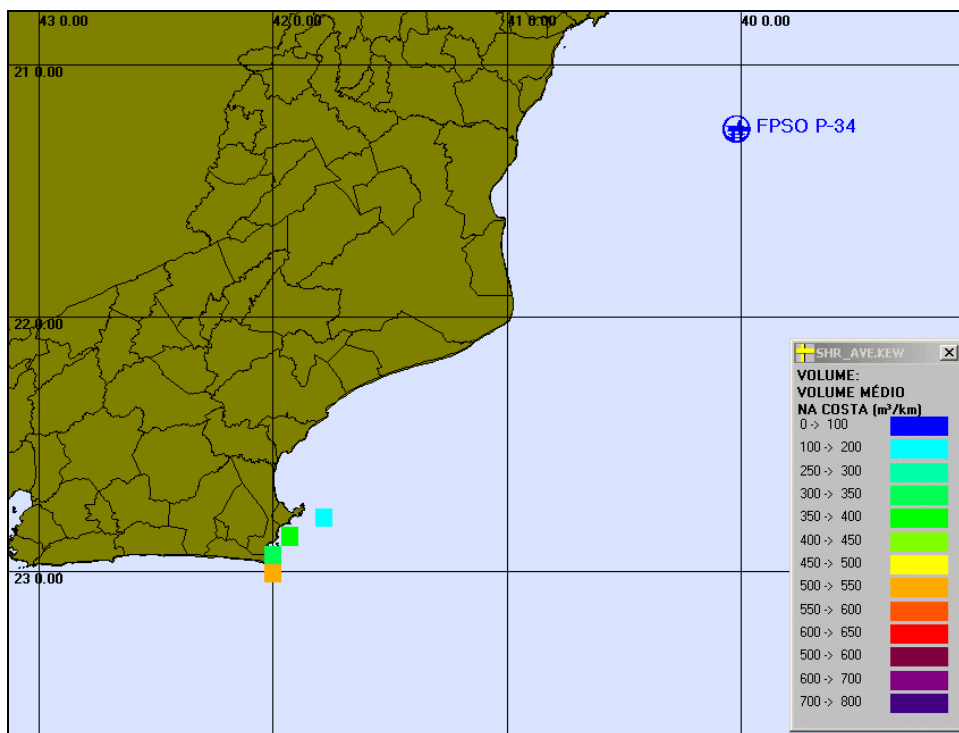 43 0.00
42 0.00
41 0.00
40 0.00
21 0.00
FPSO P-34
22 0.00
23 0.00
SHR_AVE.KEW
VOLUME:
VOLUME MÉDIO
NA COSTA (m³/km)
0 -> 100
100 -> 200
250 -> 300
300 -> 350
350 -> 400
400 -> 450
450 -> 500
500 -> 550
550 -> 600
600 -> 650
500 -> 600
600 -> 700
700 -> 800